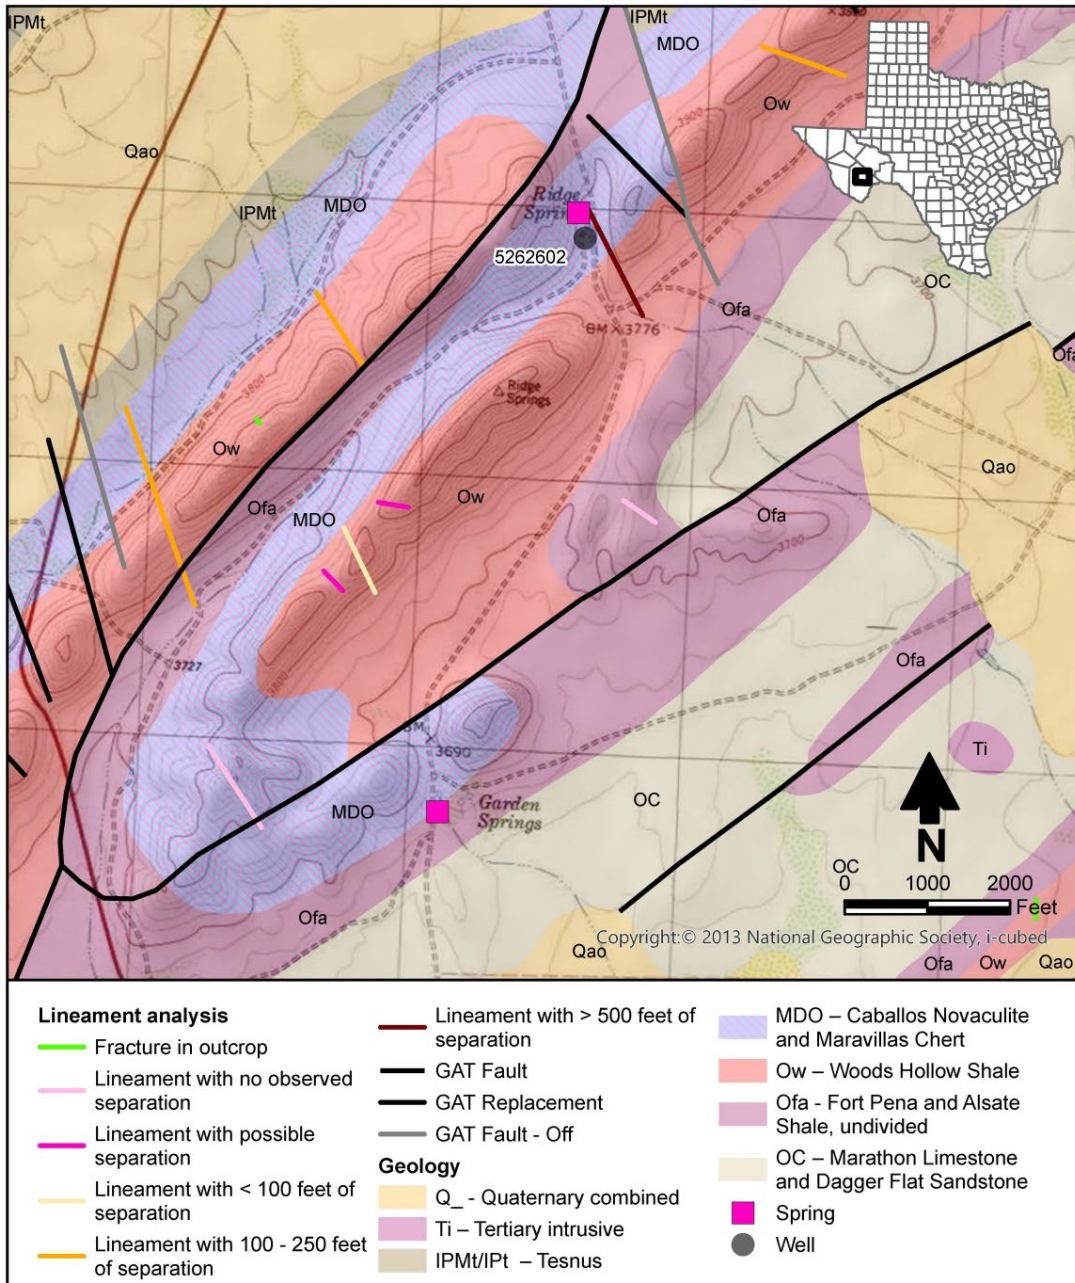 IPMt
IPMt
MDO
3900
Ow
Qao
IPMt
MDO
Ridge
Spring
5262602
OC
3700
Ofa
BM X 3776
Ofa
3800
Ridge
Springs
Ow
Ofa
MDO
Ow
Qao
Ofa
3700
3727
3800
Ofa
BM X
3690
Ti
MDO
Garden
Springs
OC
N
OC
0 1000 2000
Feet
Ofa
Qao
Copyright:© 2013 National Geographic Society, i-cubed
Ofa Ow Qao
Lineament analysis
Fracture in outcrop
Lineament with no observed
separation
Lineament with possible
separation
Lineament with < 100 feet of
separation
Lineament with 100 - 250 feet
of separation
Lineament with > 500 feet of
separation
GAT Fault
GAT Replacement
GAT Fault - Off
Geology
Q_ - Quaternary combined
Ti – Tertiary intrusive
IPMt/IPt – Tesnus
MDO – Caballos Novaculite
and Maravillas Chert
Ow – Woods Hollow Shale
Ofa - Fort Pena and Alsate
Shale, undivided
OC – Marathon Limestone
and Dagger Flat Sandstone
Spring
Well